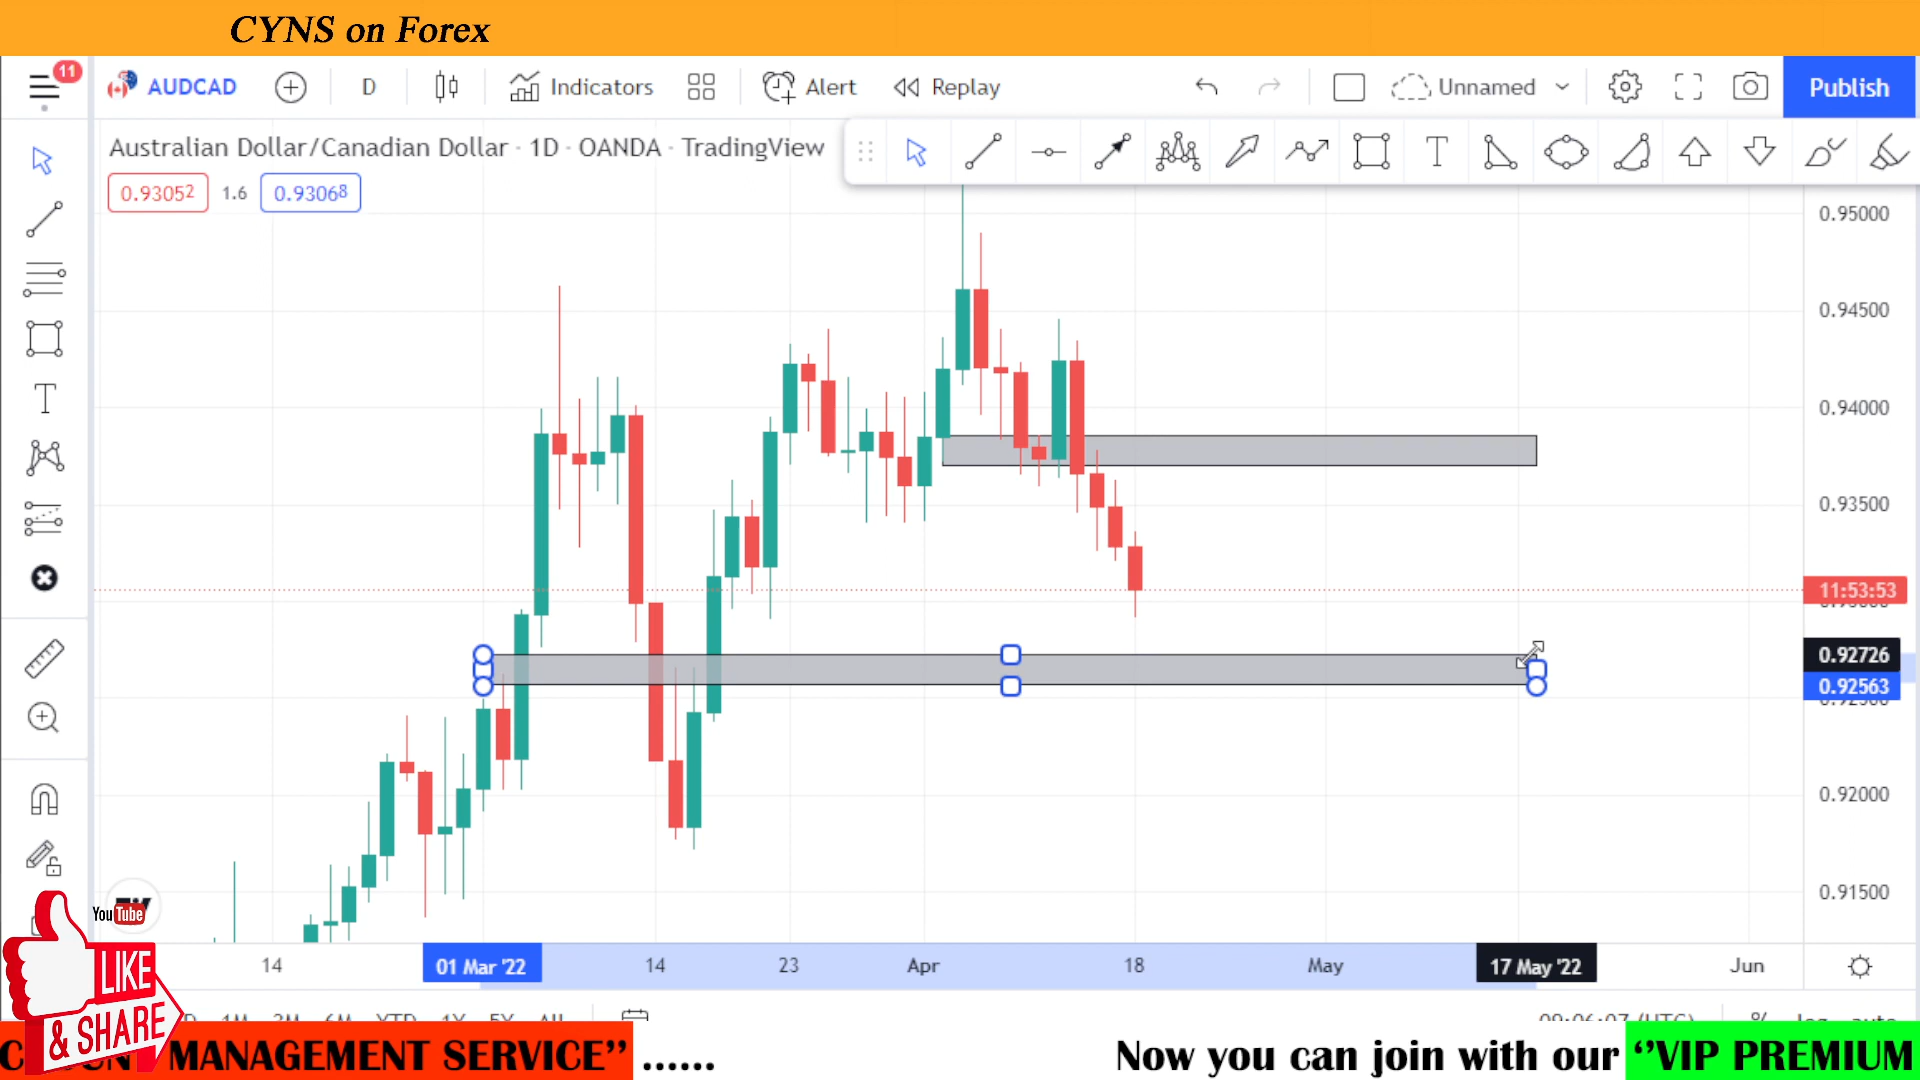 CYNS on Forex
11
AUDCAD D Indicators Alert Replay Unnamed Publish
Australian Dollar/Canadian Dollar · 1D · OANDA · TradingView
0.93052 1.6 0.93068
0.95000
0.94500
0.94000
0.93500
11:53:53
0.92726
0.92563
0.92000
0.91500
14 01 Mar '22 14 23 Apr 18 May 17 May '22 Jun
YouTube
LIKE
& SHARE
MANAGEMENT SERVICE’’ ...... Now you can join with our ‘’VIP PREMIUM